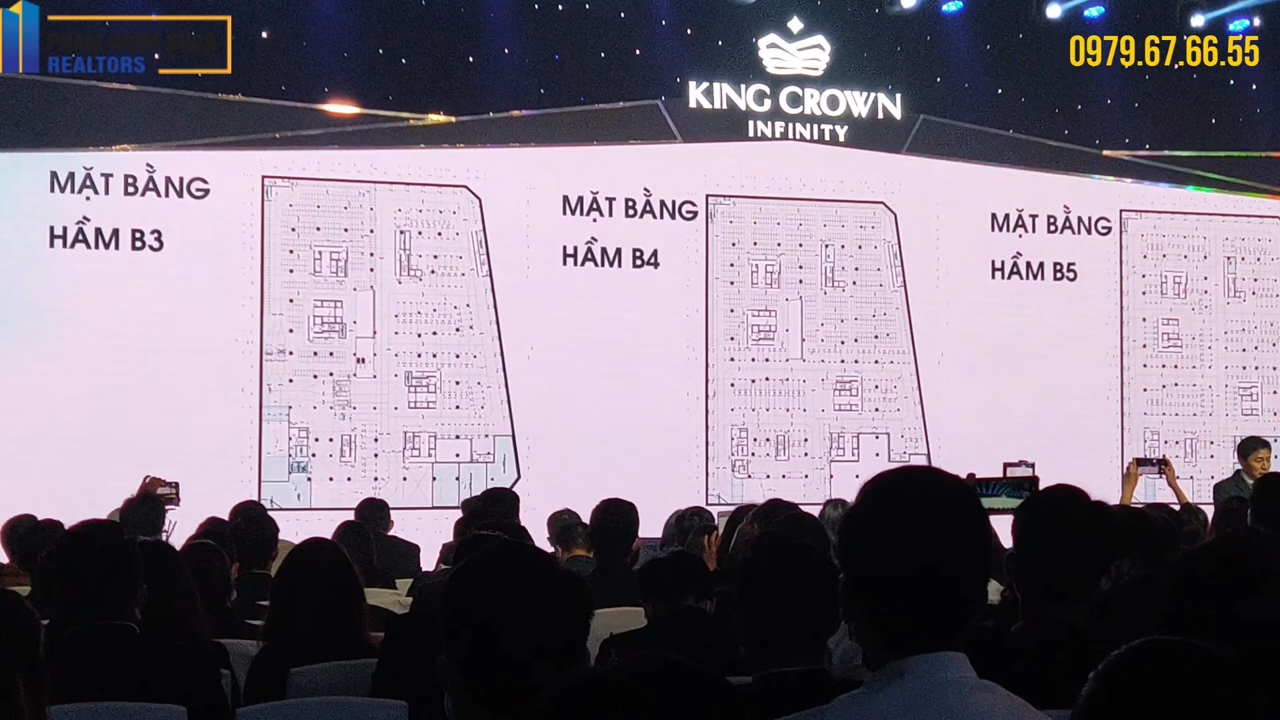 REALTORS
0979.67.66.55
KING CROWN
INFINITY
MẶT BẰNG
HẦM B3
MẶT BẰNG
HẦM B4
MẶT BẰNG
HẦM B5